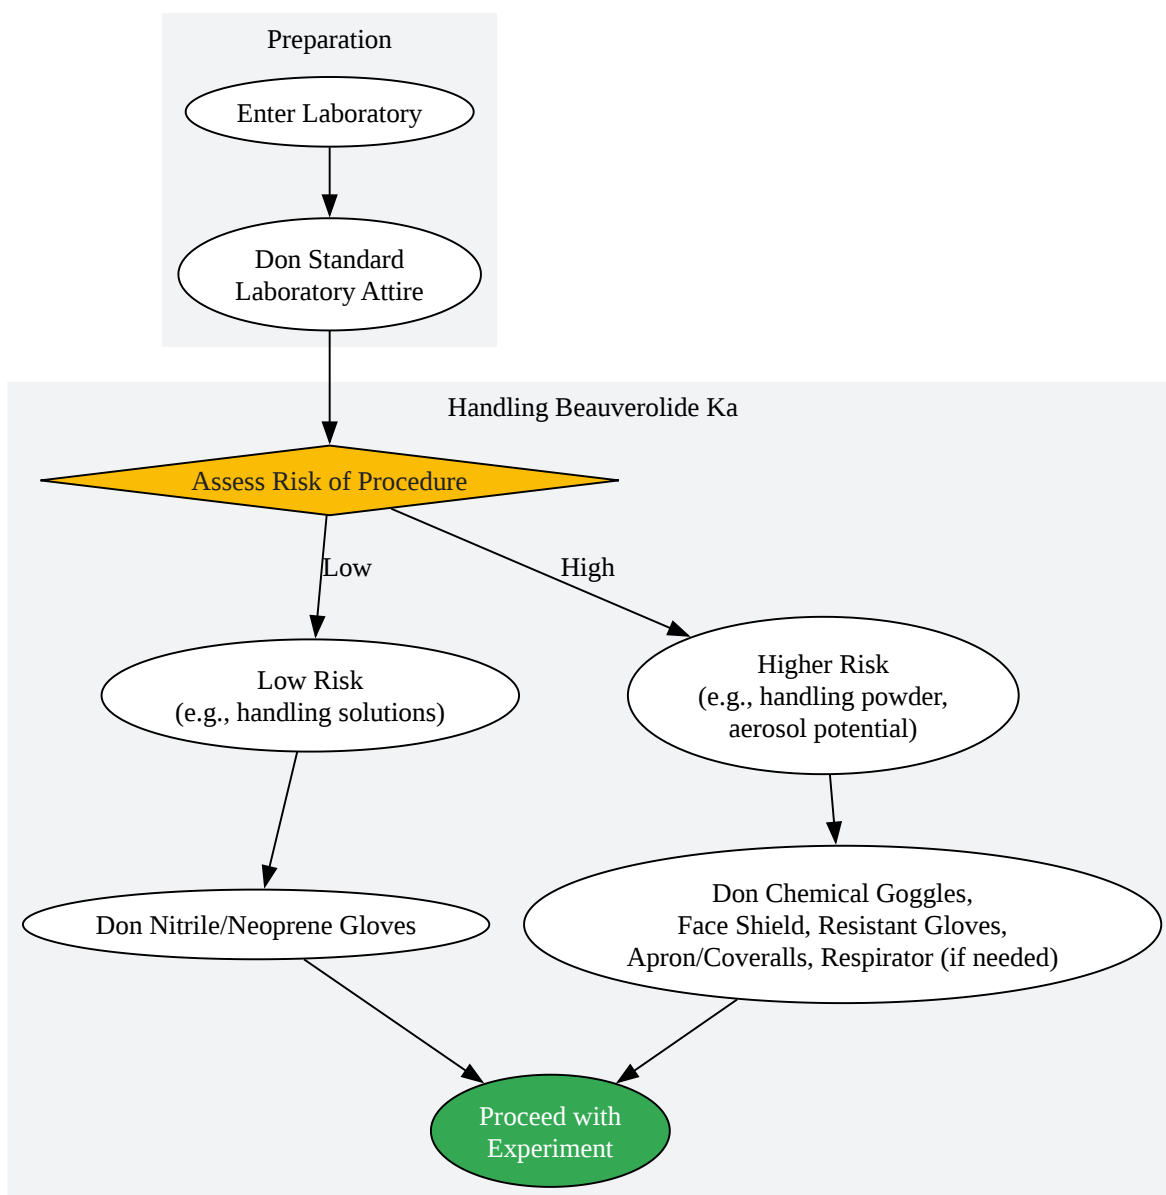 Preparation
Enter Laboratory
Don Standard
Laboratory Attire
Handling Beauverolide Ka
Assess Risk of Procedure
Low
High
Low Risk
(e.g., handling solutions)
Higher Risk
(e.g., handling powder,
aerosol potential)
Don Nitrile/Neoprene Gloves
Don Chemical Goggles,
Face Shield, Resistant Gloves,
Apron/Coveralls, Respirator (if needed)
Proceed with
Experiment